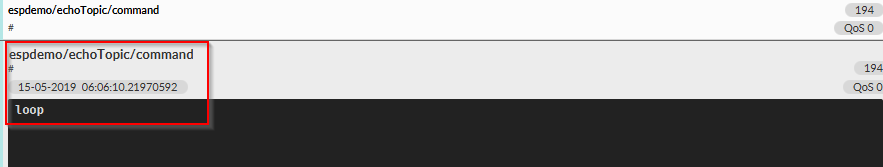 espdemo/echoTopic/command 194
# QoS 0
espdemo/echoTopic/command
# 194
15-05-2019 06:06:10.21970592 QoS 0
loop